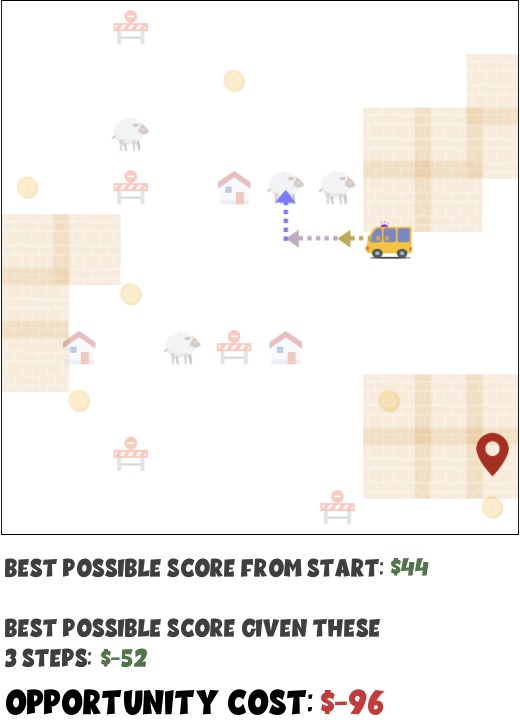 BEST POSSIBLE SCORE FROM START: $44
BEST POSSIBLE SCORE GIVEN THESE
3 STEPS: $-52
OPPORTUNITY COST: $-96